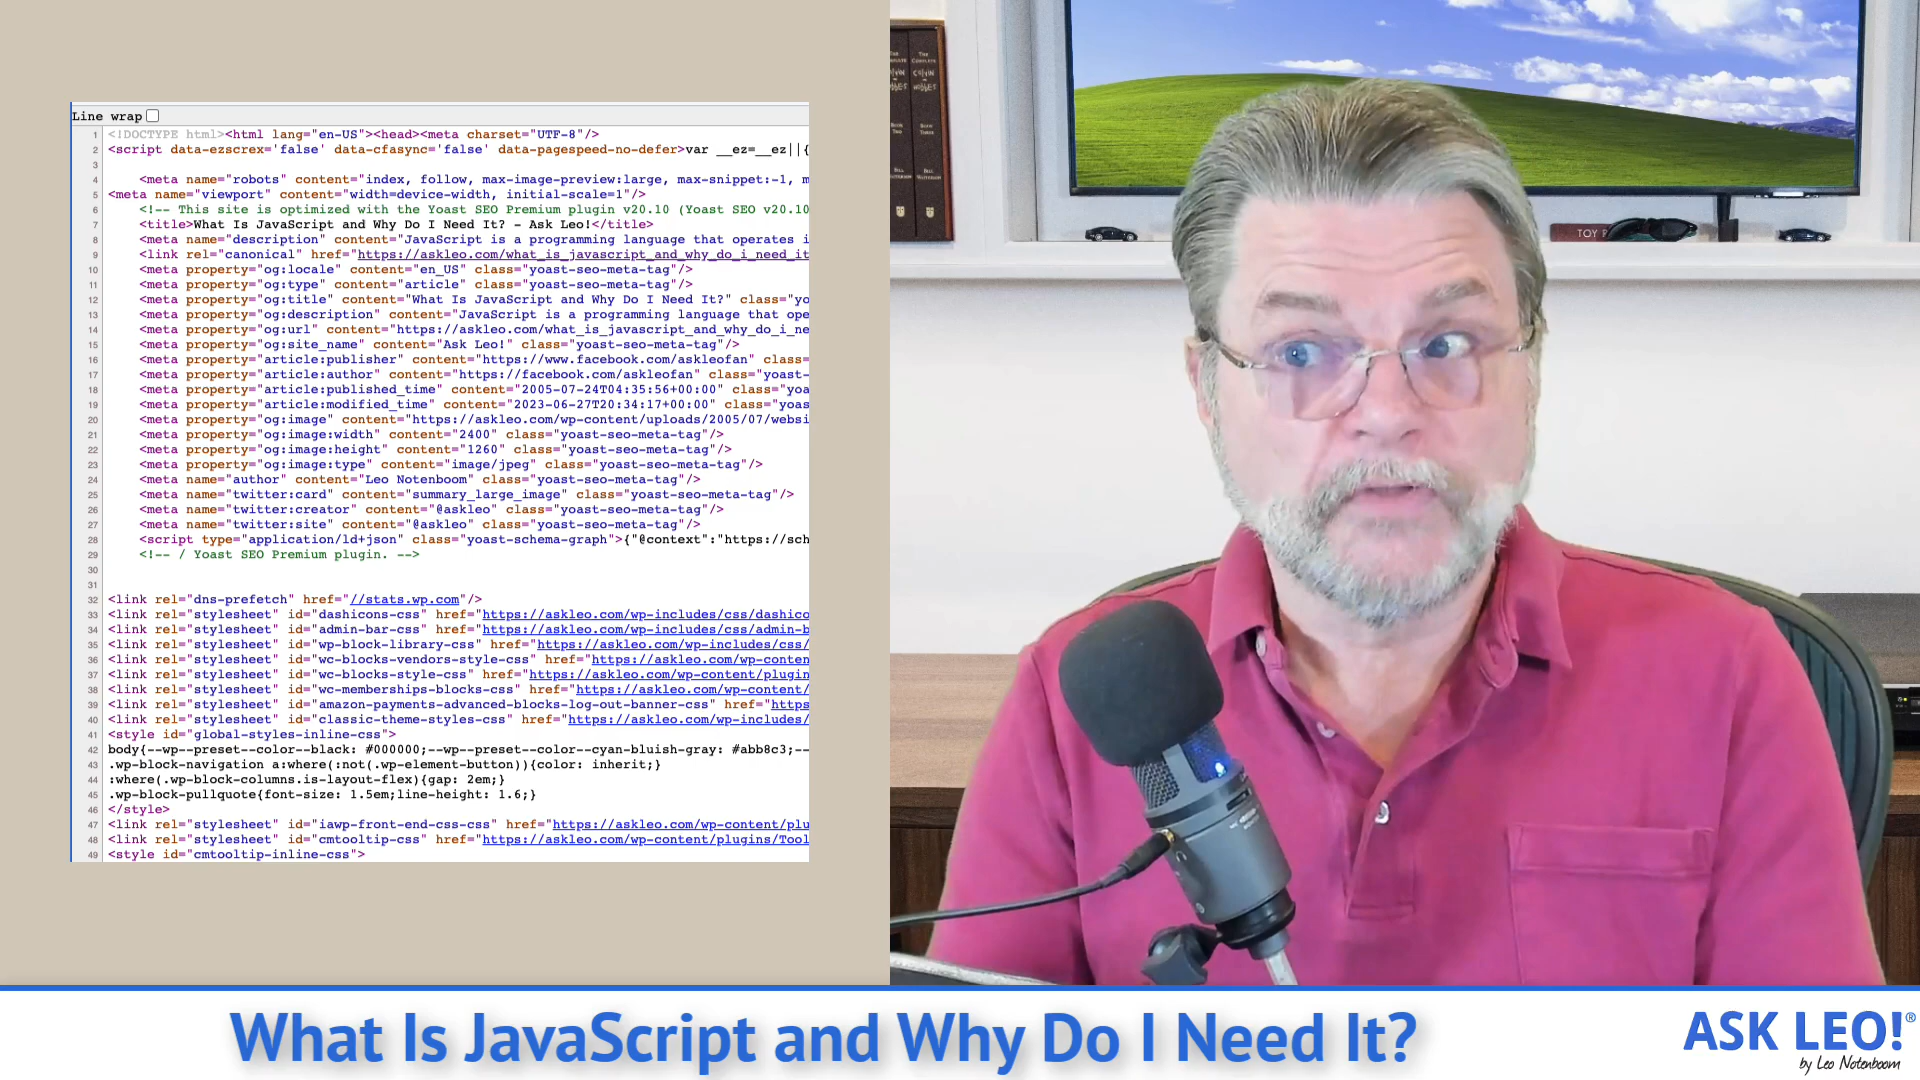 Line wrap
1 <!DOCTYPE html><html lang="en-US"><head><meta charset="UTF-8"/>
2 <script data-ezscrex='false' data-cfasync='false' data-pagespeed-no-defer>var __ez=__ez||{
3
4 <meta name="robots" content="index, follow, max-image-preview:large, max-snippet:-1, m
5 <meta name="viewport" content="width=device-width, initial-scale=1"/>
6 <!-- This site is optimized with the Yoast SEO Premium plugin v20.10 (Yoast SEO v20.10
7 <title>What Is JavaScript and Why Do I Need It? – Ask Leo!</title>
8 <meta name="description" content="JavaScript is a programming language that operates i
9 <link rel="canonical" href="https://askleo.com/what_is_javascript_and_why_do_i_need_it
10 <meta property="og:locale" content="en_US" class="yoast-seo-meta-tag"/>
11 <meta property="og:type" content="article" class="yoast-seo-meta-tag"/>
12 <meta property="og:title" content="What Is JavaScript and Why Do I Need It?" class="yo
13 <meta property="og:description" content="JavaScript is a programming language that ope
14 <meta property="og:url" content="https://askleo.com/what_is_javascript_and_why_do_i_ne
15 <meta property="og:site_name" content="Ask Leo!" class="yoast-seo-meta-tag"/>
16 <meta property="article:publisher" content="https://www.facebook.com/askleofan" class=
17 <meta property="article:author" content="https://facebook.com/askleofan" class="yoast-
18 <meta property="article:published_time" content="2005-07-24T04:35:56+00:00" class="yoa
19 <meta property="article:modified_time" content="2023-06-27T20:34:17+00:00" class="yoas
20 <meta property="og:image" content="https://askleo.com/wp-content/uploads/2005/07/websi
21 <meta property="og:image:width" content="2400" class="yoast-seo-meta-tag"/>
22 <meta property="og:image:height" content="1260" class="yoast-seo-meta-tag"/>
23 <meta property="og:image:type" content="image/jpeg" class="yoast-seo-meta-tag"/>
24 <meta name="author" content="Leo Notenboom" class="yoast-seo-meta-tag"/>
25 <meta name="twitter:card" content="summary_large_image" class="yoast-seo-meta-tag"/>
26 <meta name="twitter:creator" content="@askleo" class="yoast-seo-meta-tag"/>
27 <meta name="twitter:site" content="@askleo" class="yoast-seo-meta-tag"/>
28 <script type="application/ld+json" class="yoast-schema-graph">{"@context":"https://sch
29 <!-- / Yoast SEO Premium plugin. -->
30
31
32 <link rel="dns-prefetch" href="//stats.wp.com"/>
33 <link rel="stylesheet" id="dashicons-css" href="https://askleo.com/wp-includes/css/dashico
34 <link rel="stylesheet" id="admin-bar-css" href="https://askleo.com/wp-includes/css/admin-b
35 <link rel="stylesheet" id="wp-block-library-css" href="https://askleo.com/wp-includes/css/
36 <link rel="stylesheet" id="wc-blocks-vendors-style-css" href="https://askleo.com/wp-conten
37 <link rel="stylesheet" id="wc-blocks-style-css" href="https://askleo.com/wp-content/plugin
38 <link rel="stylesheet" id="wc-memberships-blocks-css" href="https://askleo.com/wp-content/
39 <link rel="stylesheet" id="amazon-payments-advanced-blocks-log-out-banner-css" href="https
40 <link rel="stylesheet" id="classic-theme-styles-css" href="https://askleo.com/wp-includes/
41 <style id="global-styles-inline-css">
42 body{--wp--preset--color--black: #000000;--wp--preset--color--cyan-bluish-gray: #abb8c3;--
43 .wp-block-navigation a:where(:not(.wp-element-button)){color: inherit;}
44 :where(.wp-block-columns.is-layout-flex){gap: 2em;}
45 .wp-block-pullquote{font-size: 1.5em;line-height: 1.6;}
46 </style>
47 <link rel="stylesheet" id="iawp-front-end-css-css" href="https://askleo.com/wp-content/plu
48 <link rel="stylesheet" id="cmtooltip-css" href="https://askleo.com/wp-content/plugins/Tool
49 <style id="cmtooltip-inline-css">
TOY
What Is JavaScript and Why Do I Need It?
ASK LEO!®
by Leo Notenboom